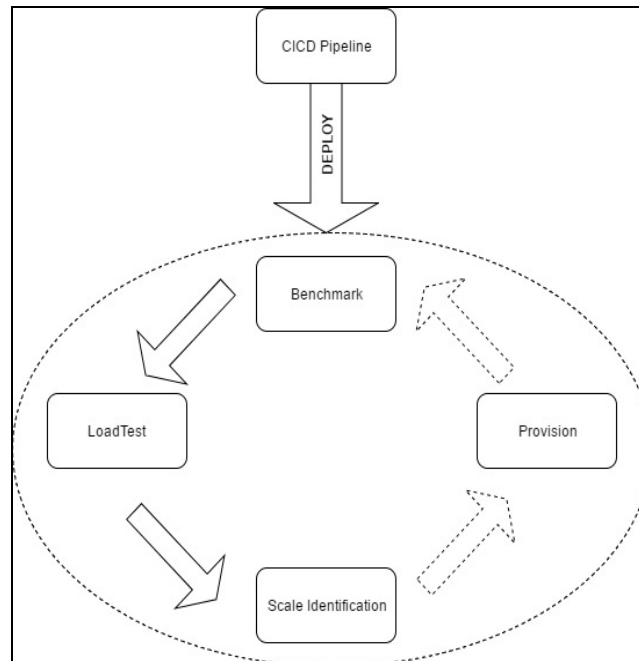 CICD Pipeline
DEPLOY
Benchmark
LoadTest
Provision
Scale Identification